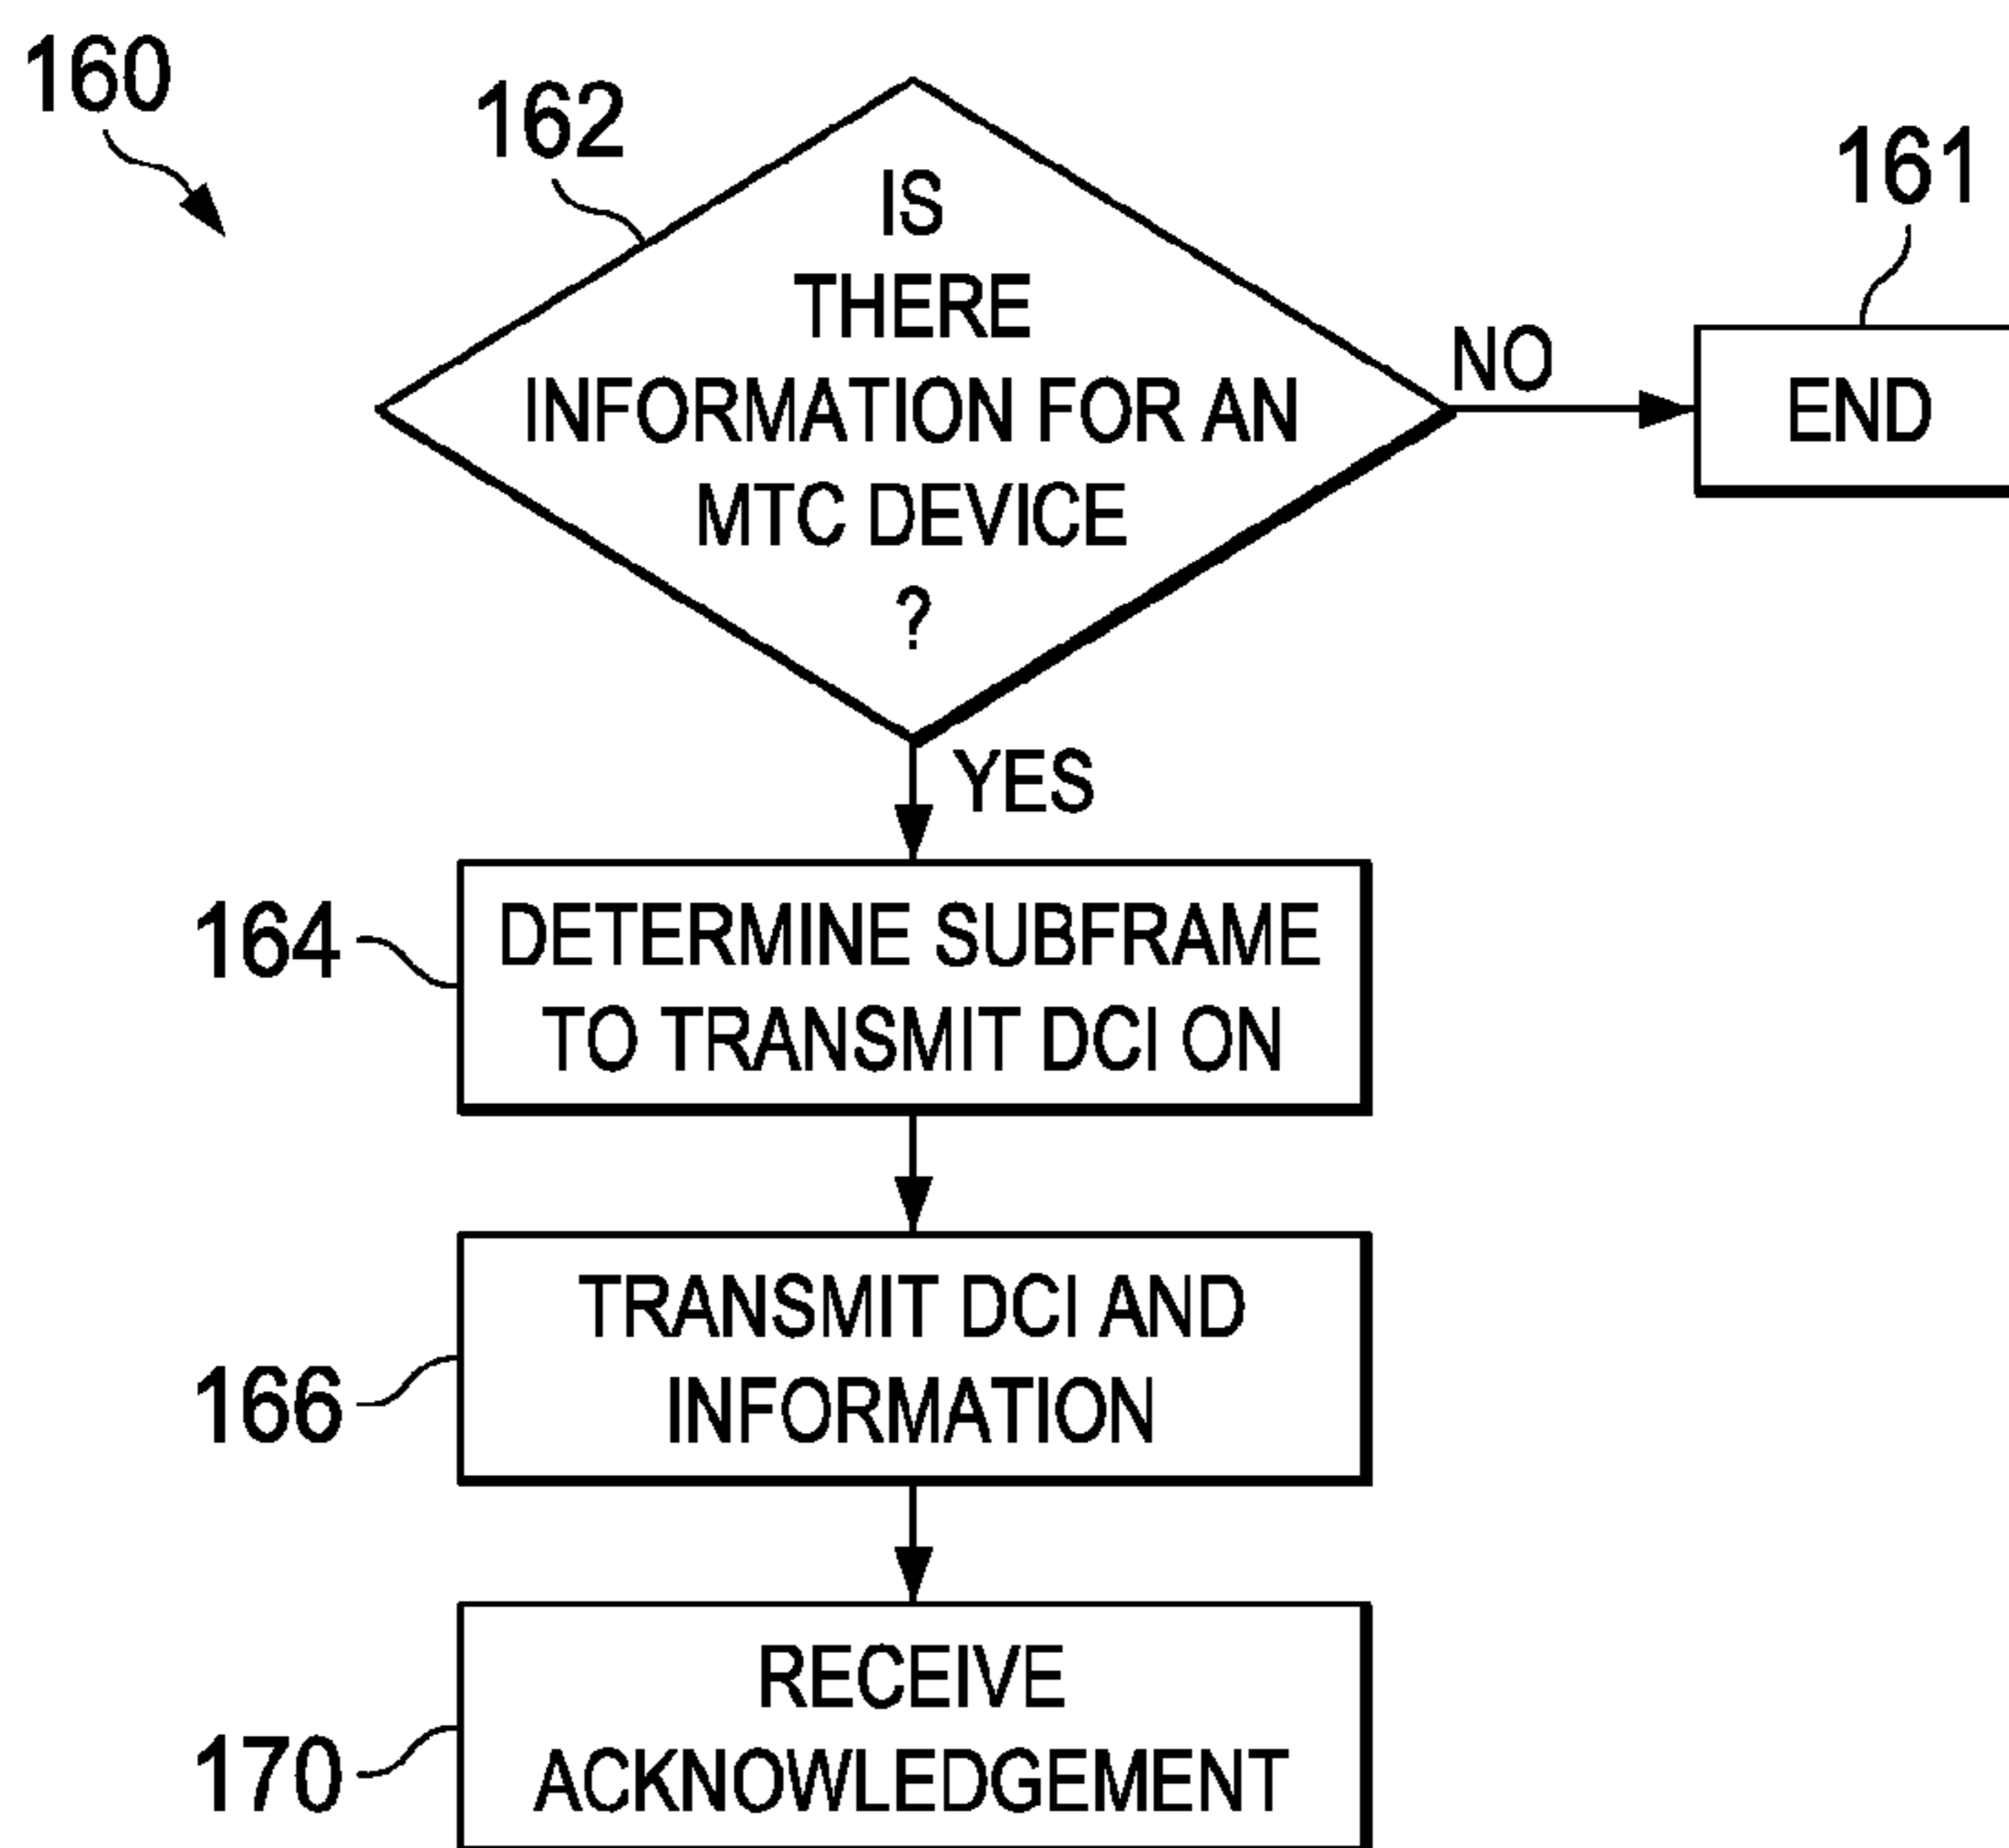 160
162
IS
THERE
INFORMATION FOR AN
MTC DEVICE
?
NO
161
END
YES
164
DETERMINE SUBFRAME
TO TRANSMIT DCI ON
166
TRANSMIT DCI AND
INFORMATION
170
RECEIVE
ACKNOWLEDGEMENT